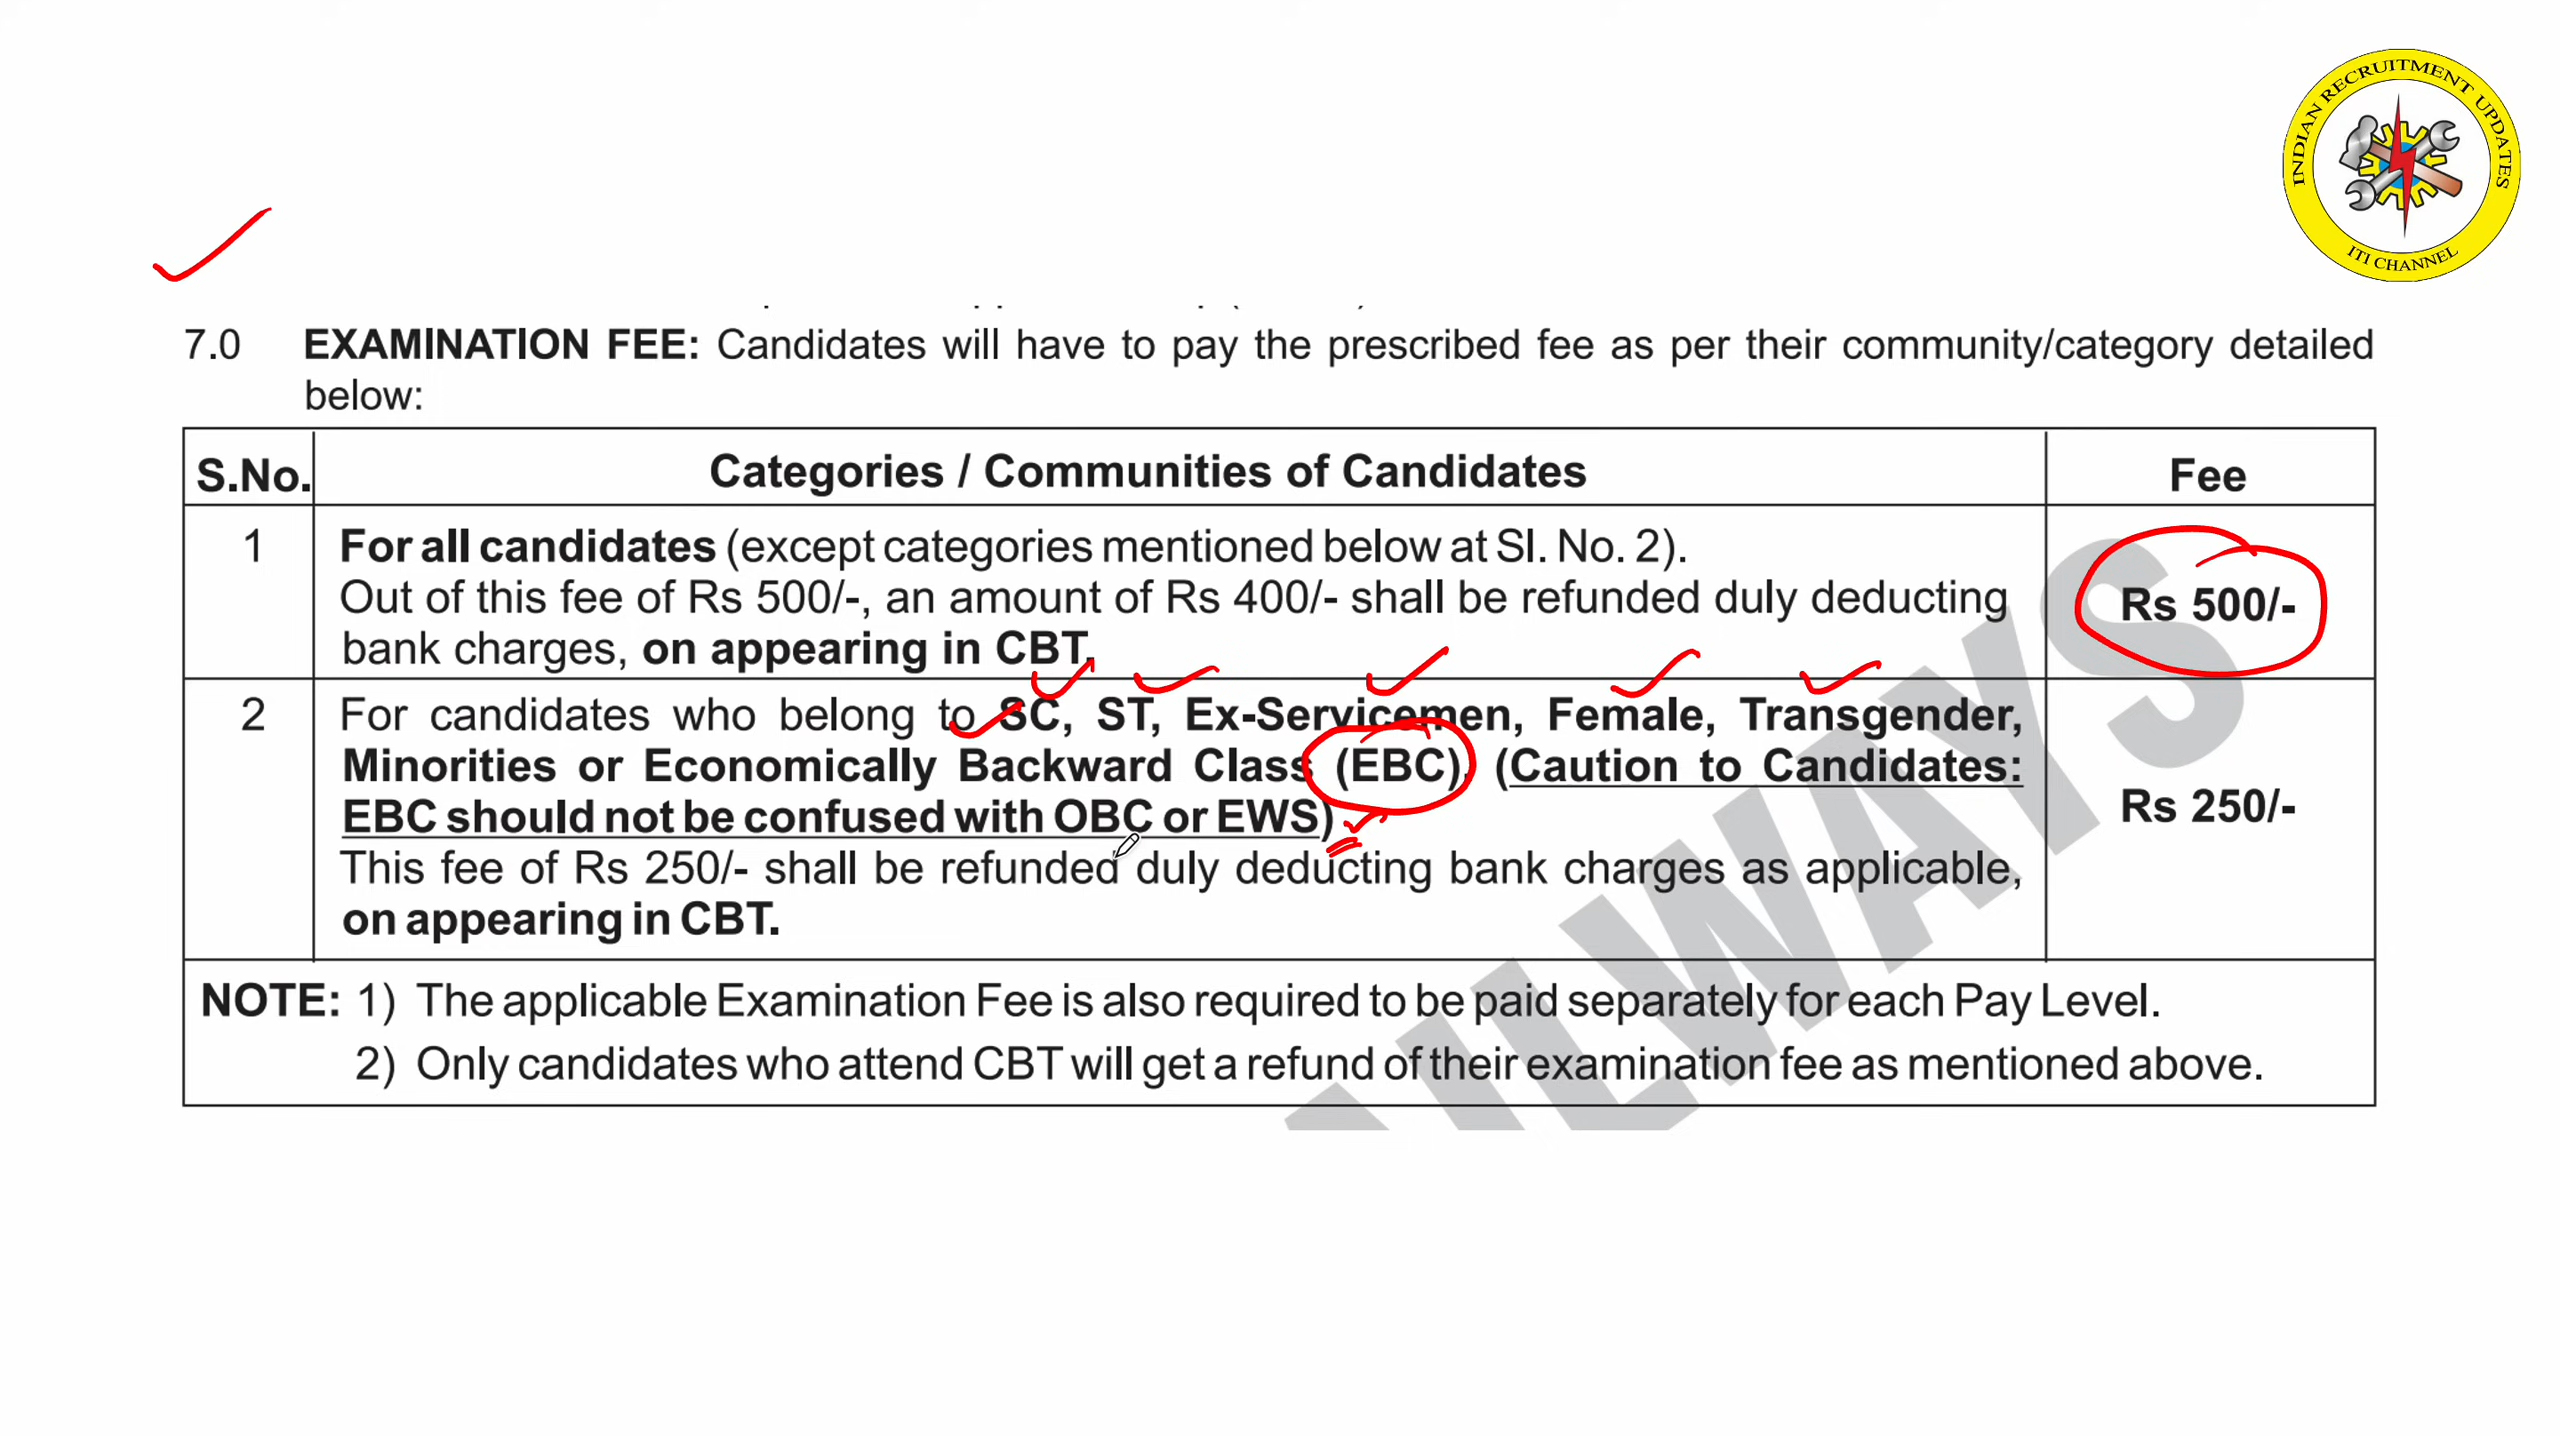 INDIAN RECRUITMENT UPDATES
ITI CHANNEL
7.0 EXAMINATION FEE: Candidates will have to pay the prescribed fee as per their community/category detailed
below:
S.No. Categories / Communities of Candidates Fee
1 For all candidates (except categories mentioned below at Sl. No. 2).
Out of this fee of Rs 500/-, an amount of Rs 400/- shall be refunded duly deducting
Rs 500/-
bank charges, on appearing in CBT.
2 For candidates who belong to SC, ST, Ex-Servicemen, Female, Transgender,
Minorities or Economically Backward Class (EBC). (Caution to Candidates:
EBC should not be confused with OBC or EWS)
Rs 250/-
This fee of Rs 250/- shall be refunded duly deducting bank charges as applicable,
on appearing in CBT.
NOTE: 1) The applicable Examination Fee is also required to be paid separately for each Pay Level.
2) Only candidates who attend CBT will get a refund of their examination fee as mentioned above.